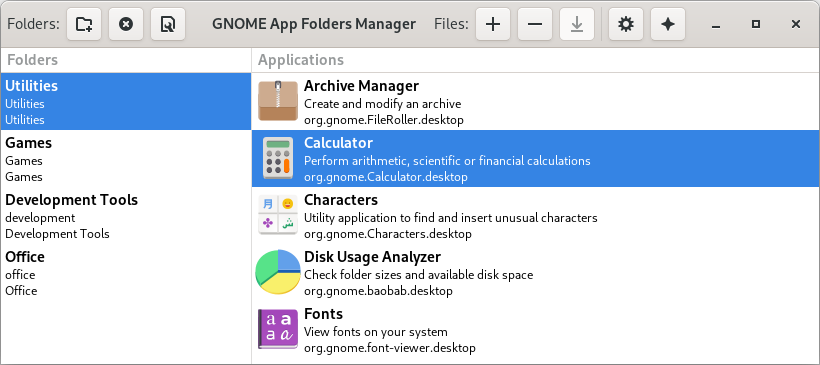 Folders:
GNOME App Folders Manager
Files:
Folders
Applications
Utilities
Utilities
Utilities
Games
Games
Games
Development Tools
development
Development Tools
Office
office
Office
Archive Manager
Create and modify an archive
org.gnome.FileRoller.desktop
Calculator
Perform arithmetic, scientific or financial calculations
org.gnome.Calculator.desktop
月
ش
Characters
Utility application to find and insert unusual characters
org.gnome.Characters.desktop
Disk Usage Analyzer
Check folder sizes and available disk space
org.gnome.baobab.desktop
a a
a a
Fonts
View fonts on your system
org.gnome.font-viewer.desktop